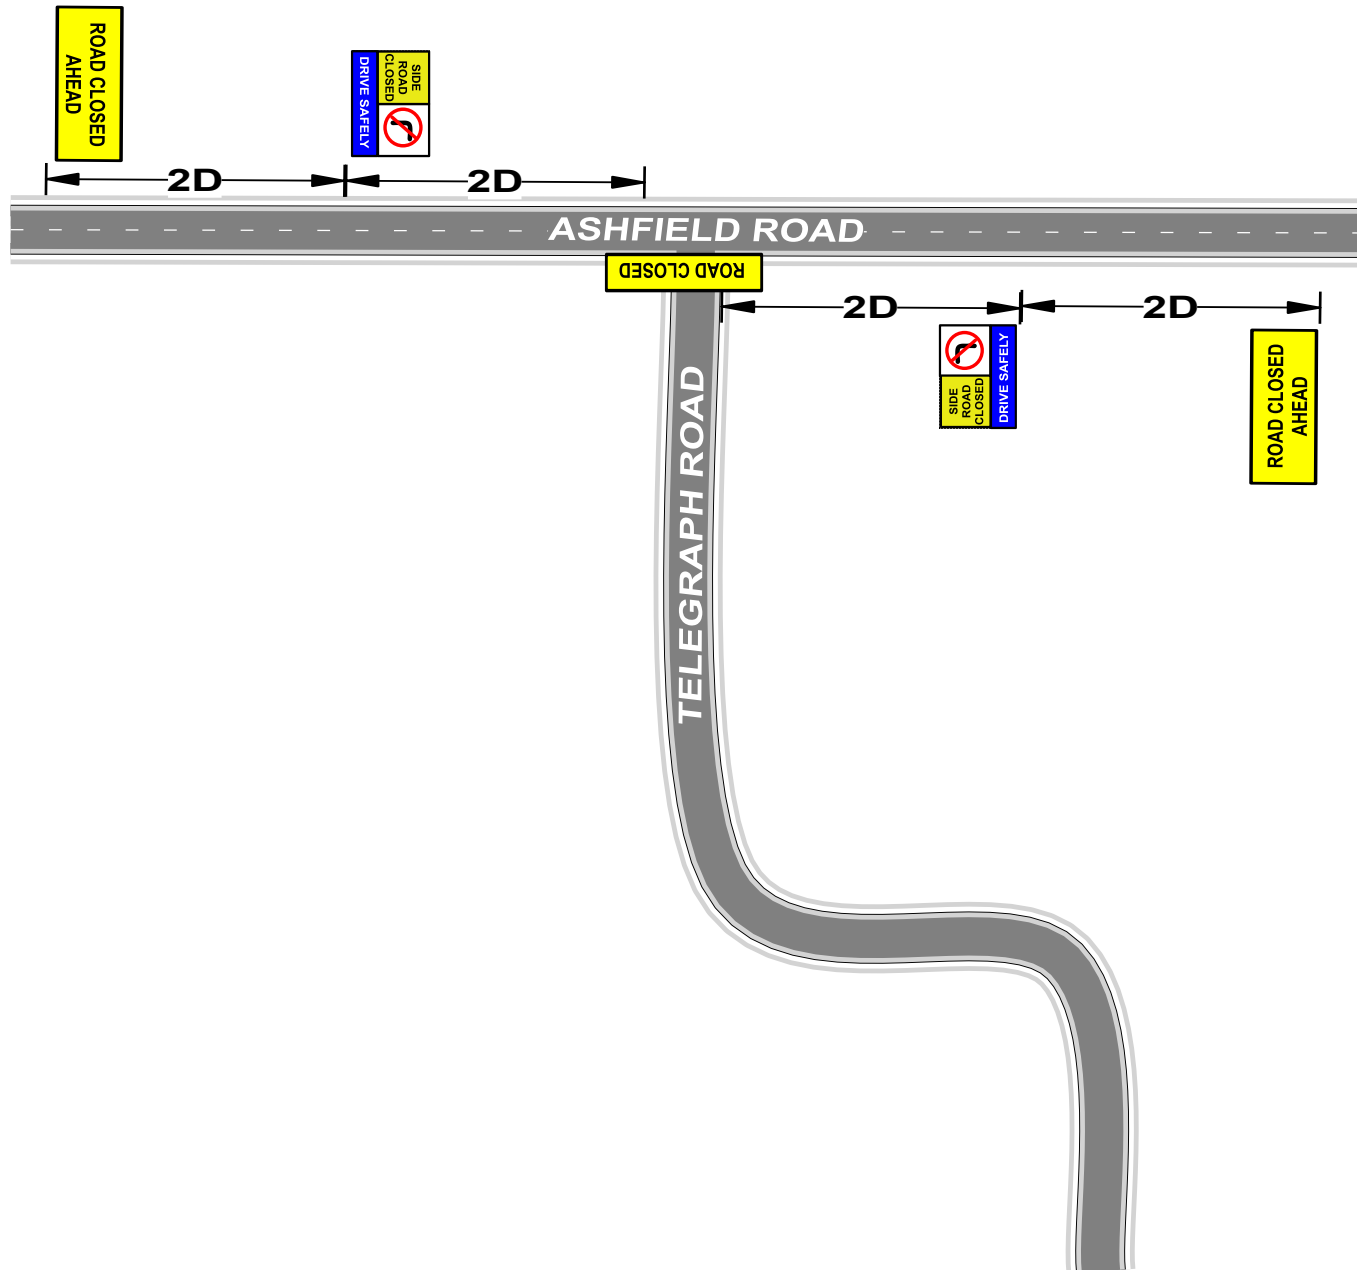 ROAD CLOSED
AHEAD
SIDE
ROAD
CLOSED
DRIVE SAFELY
2D
2D
ASHFIELD ROAD
ROAD CLOSED
2D
2D
SIDE
ROAD
CLOSED
DRIVE SAFELY
ROAD CLOSED
AHEAD
TELEGRAPH ROAD